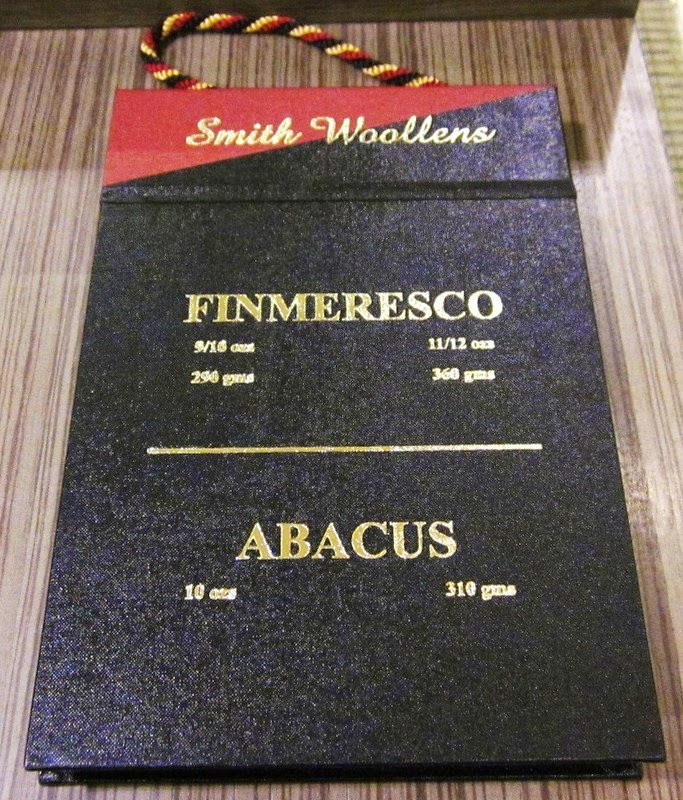 Smith Woollens
FINMERESCO
9/10 ozs 11/12 ozs
290 gms 360 gms
ABACUS
10 ozs 310 gms